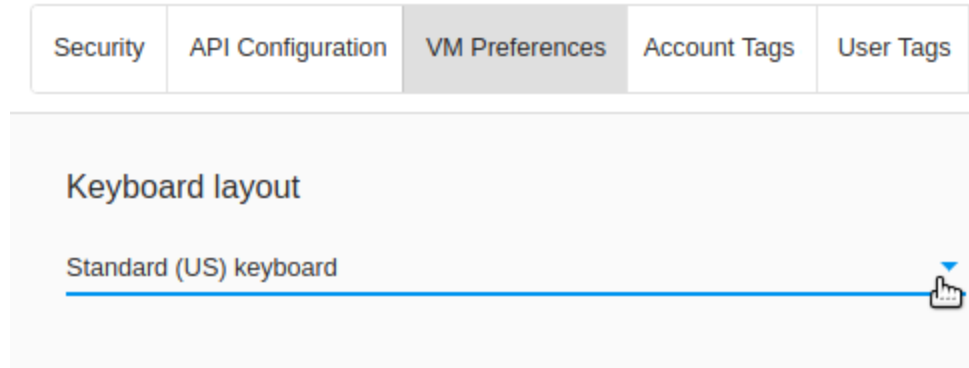 Security API Configuration VM Preferences Account Tags User Tags
Keyboard layout
Standard (US) keyboard